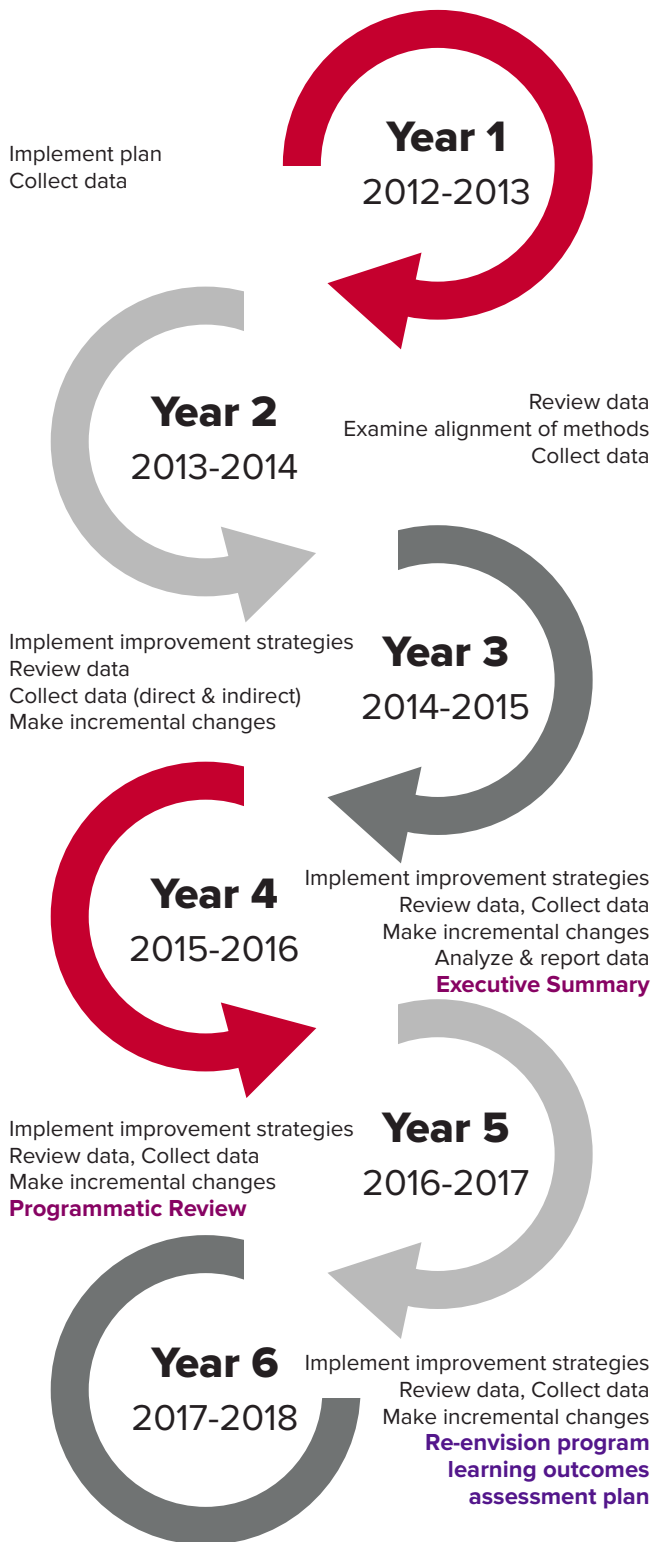 Year 1
2012-2013
Implement plan
Collect data
Year 2
2013-2014
Review data
Examine alignment of methods
Collect data
Year 3
2014-2015
Implement improvement strategies
Review data
Collect data (direct & indirect)
Make incremental changes
Year 4
2015-2016
Implement improvement strategies
Review data, Collect data
Make incremental changes
Analyze & report data
Executive Summary
Year 5
2016-2017
Implement improvement strategies
Review data, Collect data
Make incremental changes
Programmatic Review
Year 6
2017-2018
Implement improvement strategies
Review data, Collect data
Make incremental changes
Re-envision program
learning outcomes
assessment plan